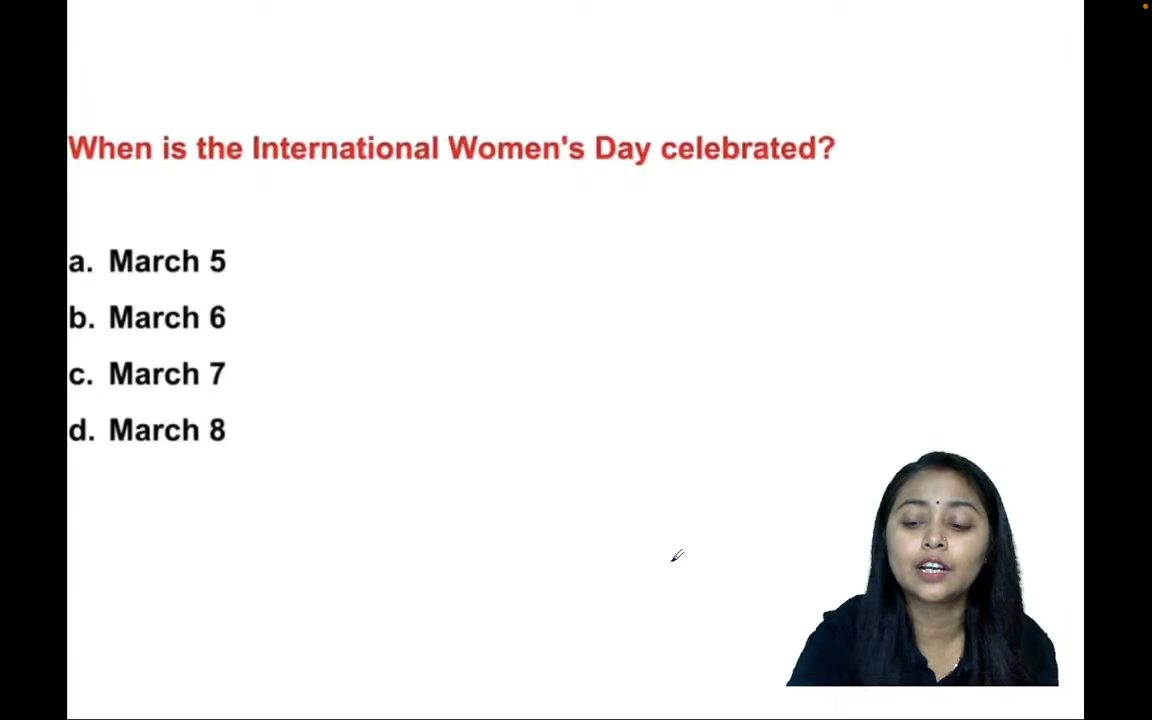 When is the International Women's Day celebrated?
a. March 5
b. March 6
c. March 7
d. March 8